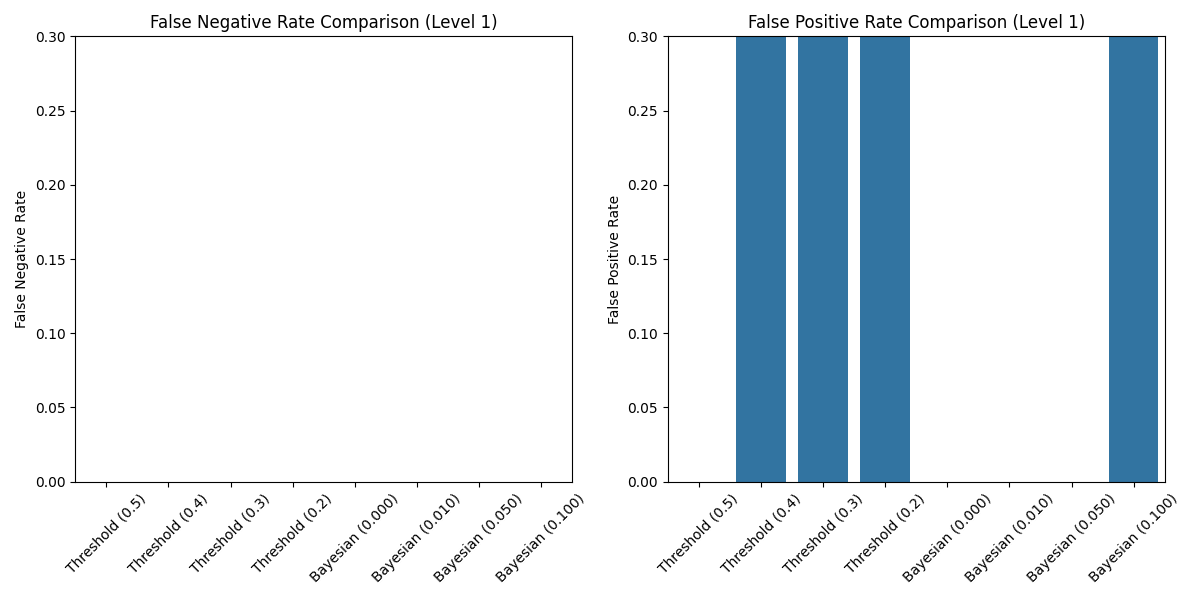 False Negative Rate Comparison (Level 1)
False Negative Rate
0.30
0.25
0.20
0.15
0.10
0.05
0.00
Threshold (0.5)
Threshold (0.4)
Threshold (0.3)
Threshold (0.2)
Bayesian (0.000)
Bayesian (0.010)
Bayesian (0.050)
Bayesian (0.100)
False Positive Rate Comparison (Level 1)
False Positive Rate
0.30
0.25
0.20
0.15
0.10
0.05
0.00
Threshold (0.5)
Threshold (0.4)
Threshold (0.3)
Threshold (0.2)
Bayesian (0.000)
Bayesian (0.010)
Bayesian (0.050)
Bayesian (0.100)